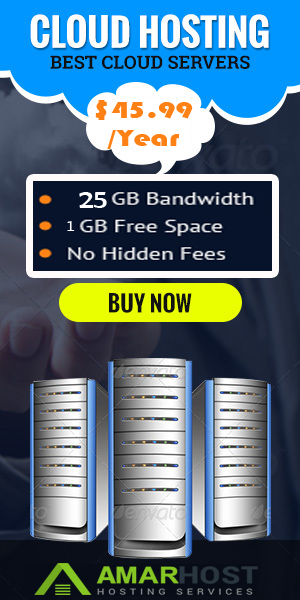 CLOUD HOSTING
BEST CLOUD SERVERS
$45.99
/Year
25 GB Bandwidth
1 GB Free Space
No Hidden Fees
BUY NOW
envato
AMARHOST
HOSTING SERVICES